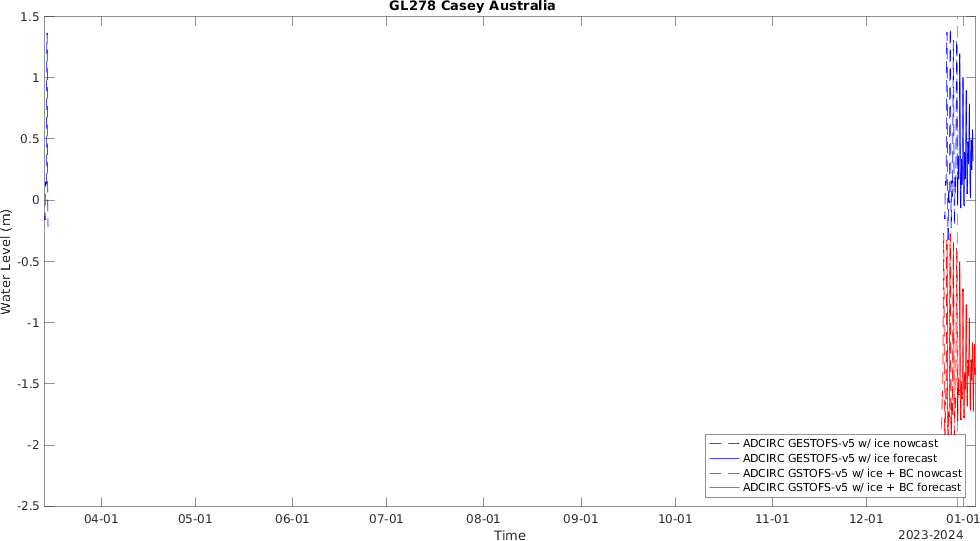 GL278 Casey Australia
1.5
1
0.5
0
-0.5
-1
-1.5
-2
-2.5
Water Level (m)
ADCIRC GESTOFS-v5 w/ ice nowcast
ADCIRC GESTOFS-v5 w/ ice forecast
ADCIRC GSTOFS-v5 w/ ice + BC nowcast
ADCIRC GSTOFS-v5 w/ ice + BC forecast
04-01 05-01 06-01 07-01 08-01 09-01 10-01 11-01 12-01 01-01
Time
2023-2024